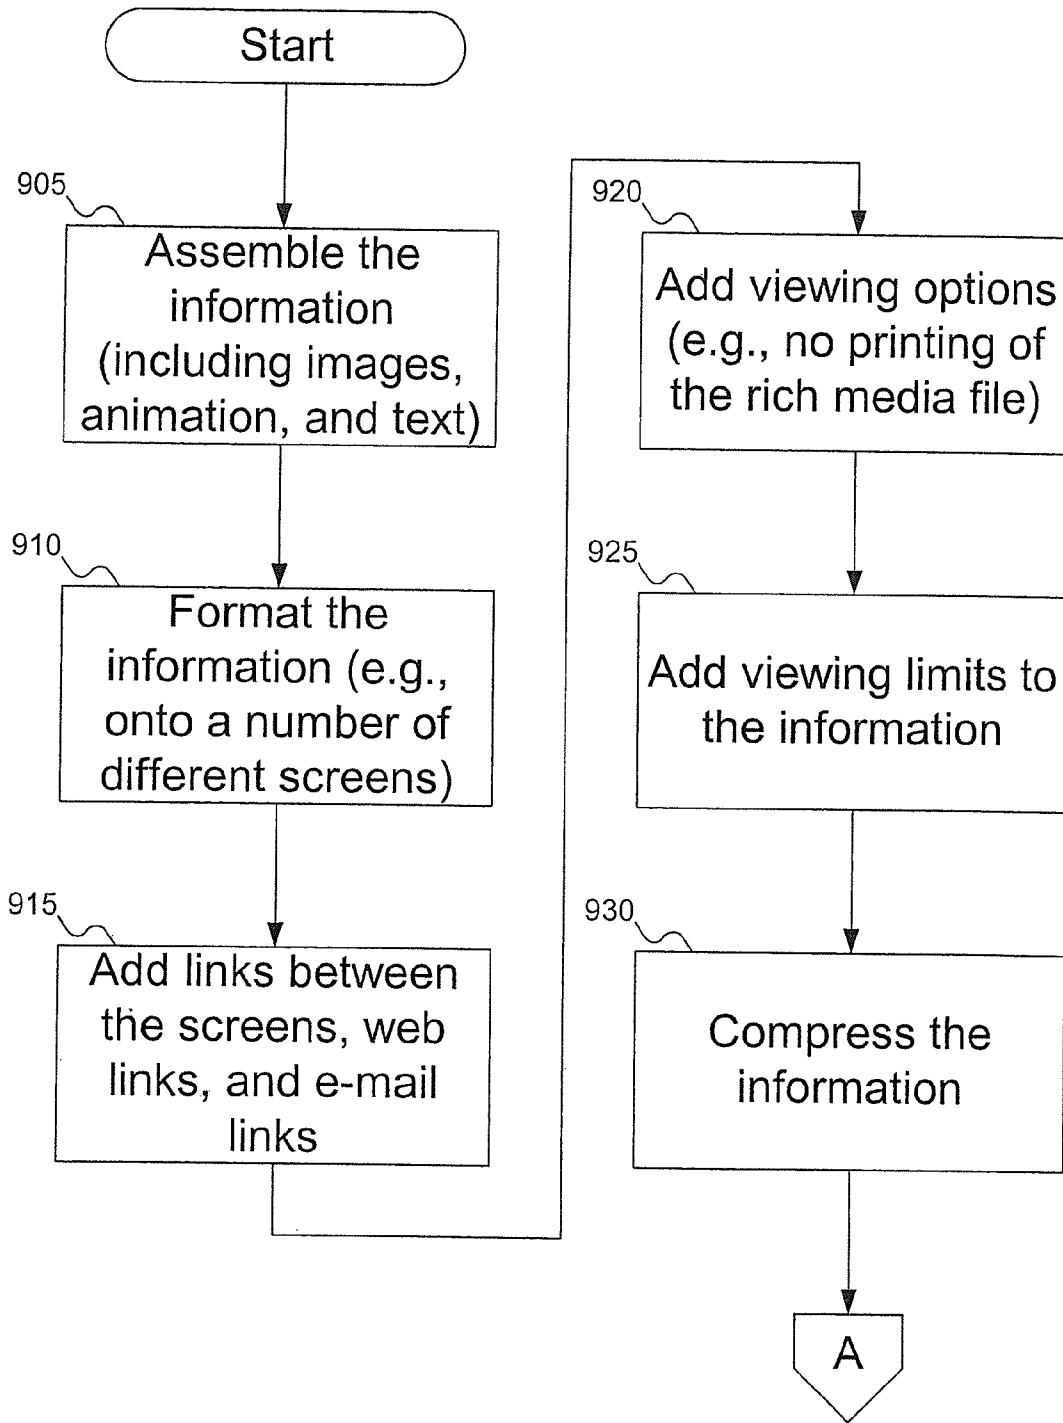 Start
905
Assemble the
information
(including images,
animation, and text)
910
Format the
information (e.g.,
onto a number of
different screens)
915
Add links between
the screens, web
links, and e-mail
links
920
Add viewing options
(e.g., no printing of
the rich media file)
925
Add viewing limits to
the information
930
Compress the
information
A